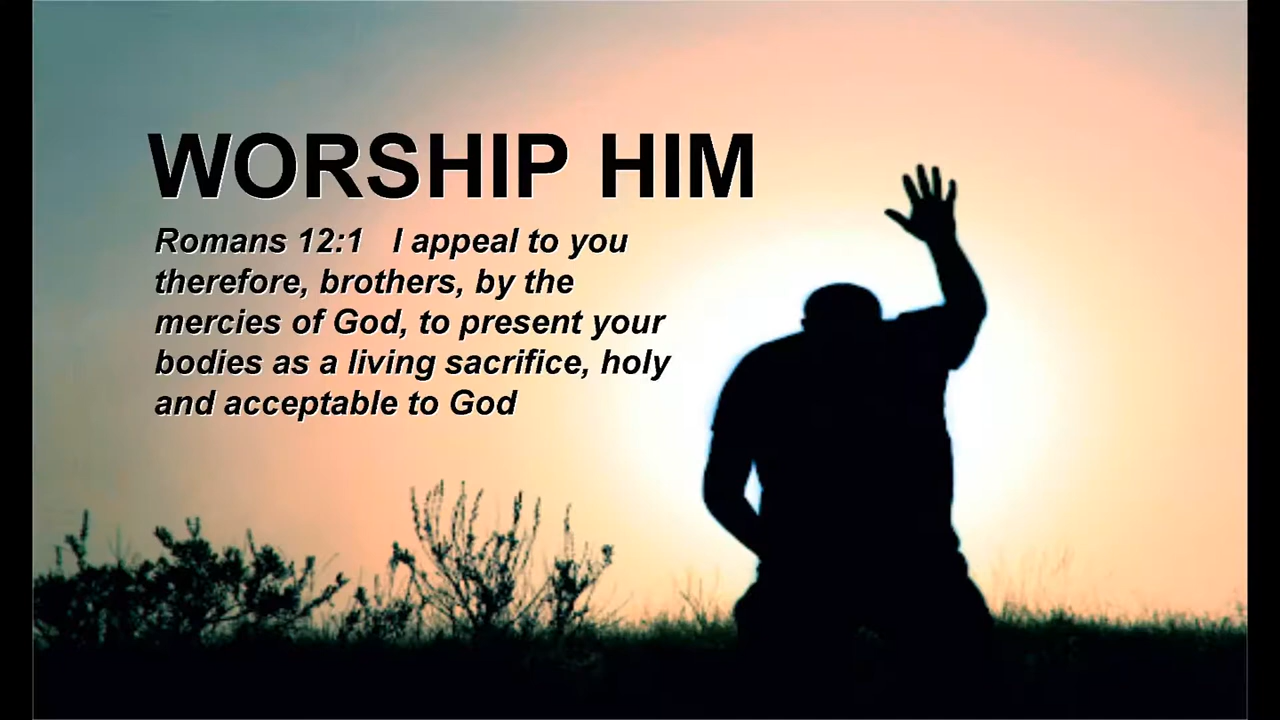 WORSHIP HIM
Romans 12:1 I appeal to you
therefore, brothers, by the
mercies of God, to present your
bodies as a living sacrifice, holy
and acceptable to God